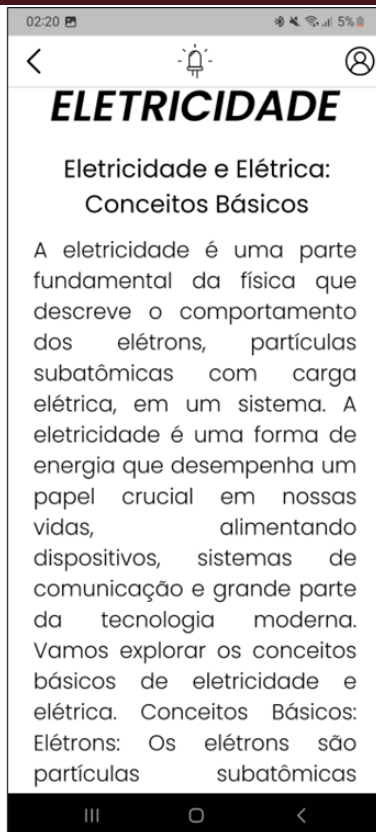 02:20 5%
ELETRICIDADE
Eletricidade e Elétrica:
Conceitos Básicos
A eletricidade é uma parte
fundamental da física que
descreve o comportamento
dos elétrons, partículas
subatômicas com carga
elétrica, em um sistema. A
eletricidade é uma forma de
energia que desempenha um
papel crucial em nossas
vidas, alimentando
dispositivos, sistemas de
comunicação e grande parte
da tecnologia moderna.
Vamos explorar os conceitos
básicos de eletricidade e
elétrica. Conceitos Básicos:
Elétrons: Os elétrons são
partículas subatômicas